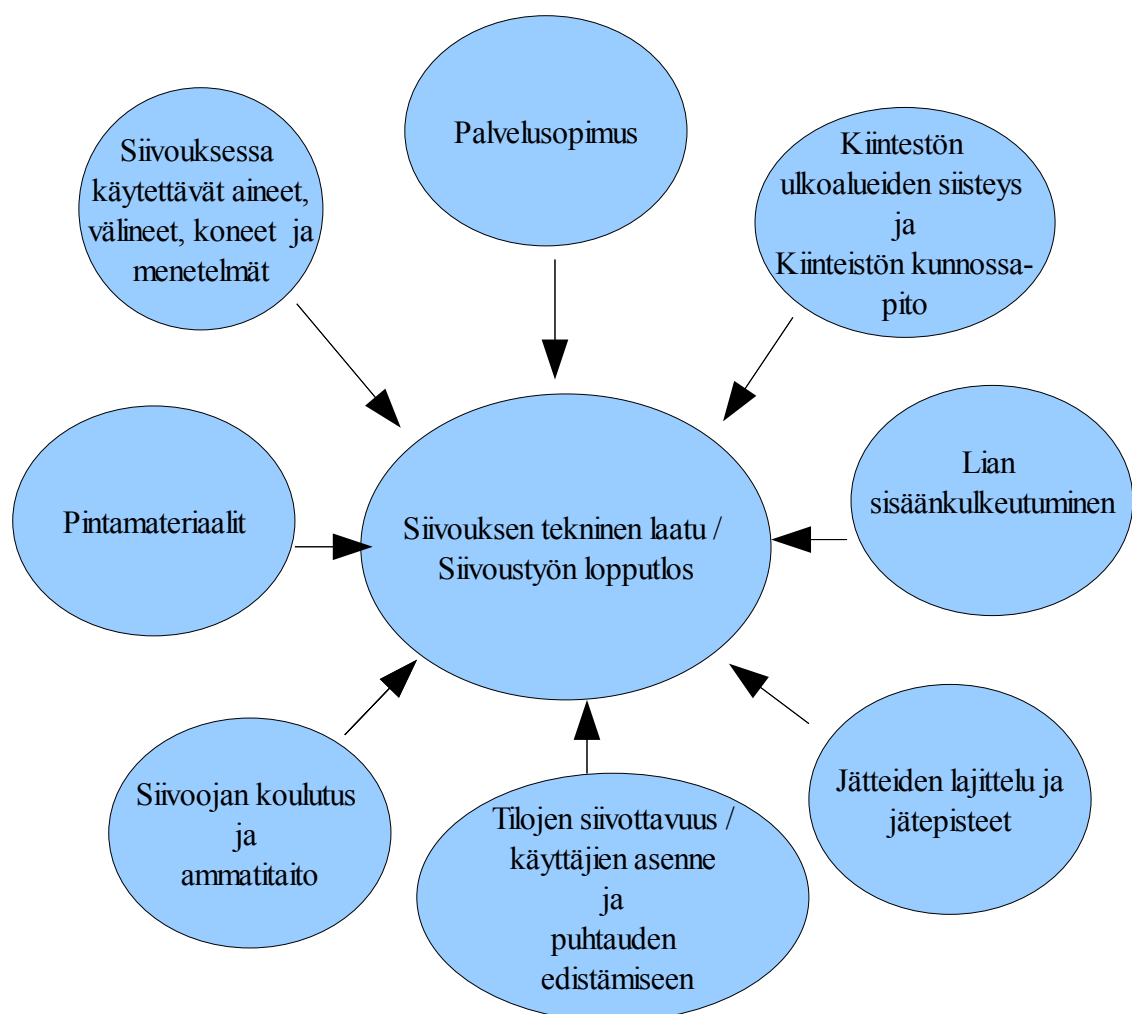 Palvelusopimus
Siivouksessa
käytettävät aineet,
välineet, koneet ja
menetelmät
Kiintestön
ulkoalueiden siisteys
ja
Kiinteistön kunnossa-
pito
Pintamateriaalit
Siivouksen tekninen laatu /
Siivoustyön lopputlos
Lian
sisäänkulkeutuminen
Siivoojan koulutus
ja
ammatitaito
Tilojen siivottavuus /
käyttäjien asenne
ja
puhtauden
edistämiseen
Jätteiden lajittelu ja
jätepisteet